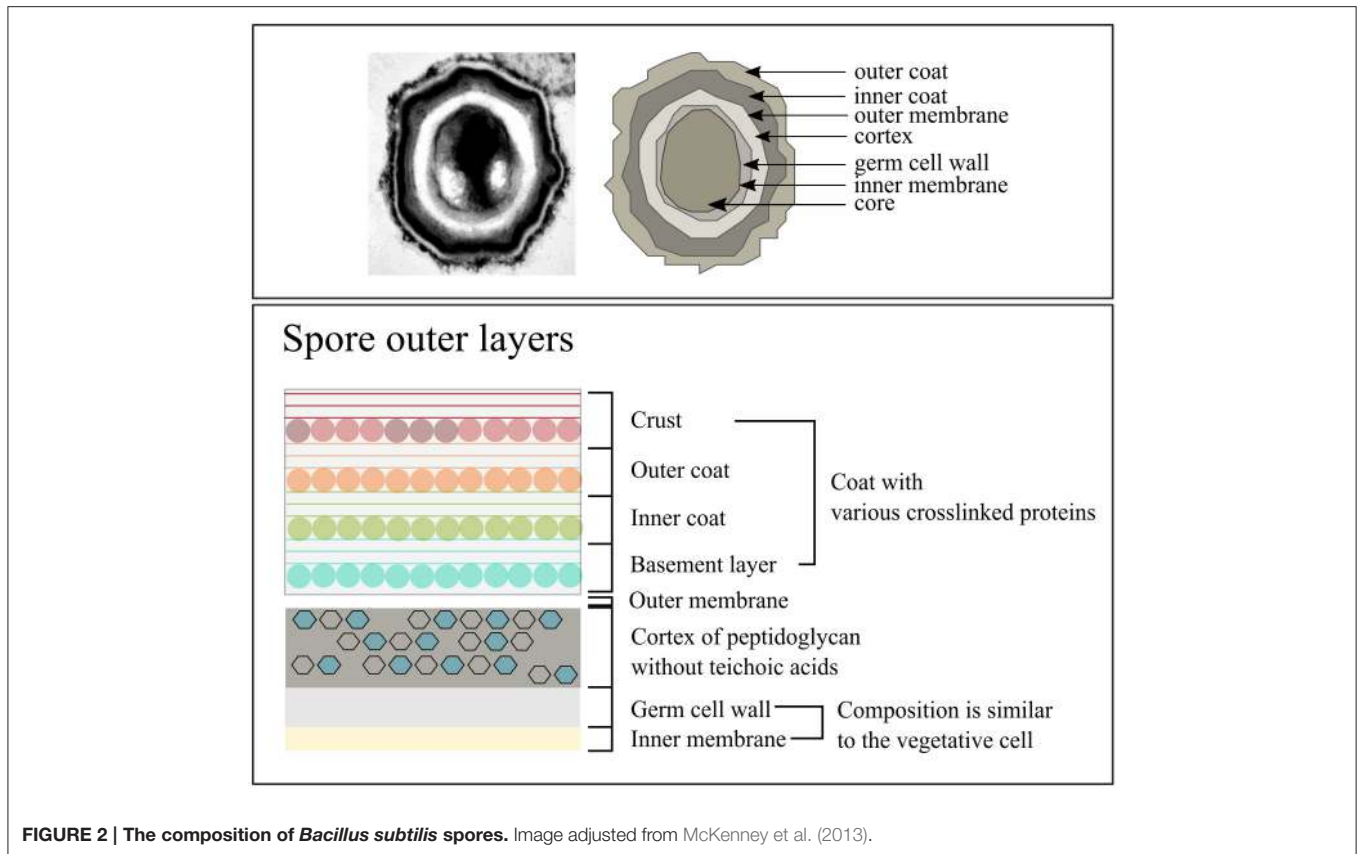 outer coat
inner coat
outer membrane
cortex
germ cell wall
inner membrane
core
Spore outer layers
Crust
Outer coat
Inner coat
Basement layer
Coat with
various crosslinked proteins
Outer membrane
Cortex of peptidoglycan
without teichoic acids
Germ cell wall
Inner membrane
Composition is similar
to the vegetative cell
FIGURE 2 | The composition of Bacillus subtilis spores. Image adjusted from McKenney et al. (2013).